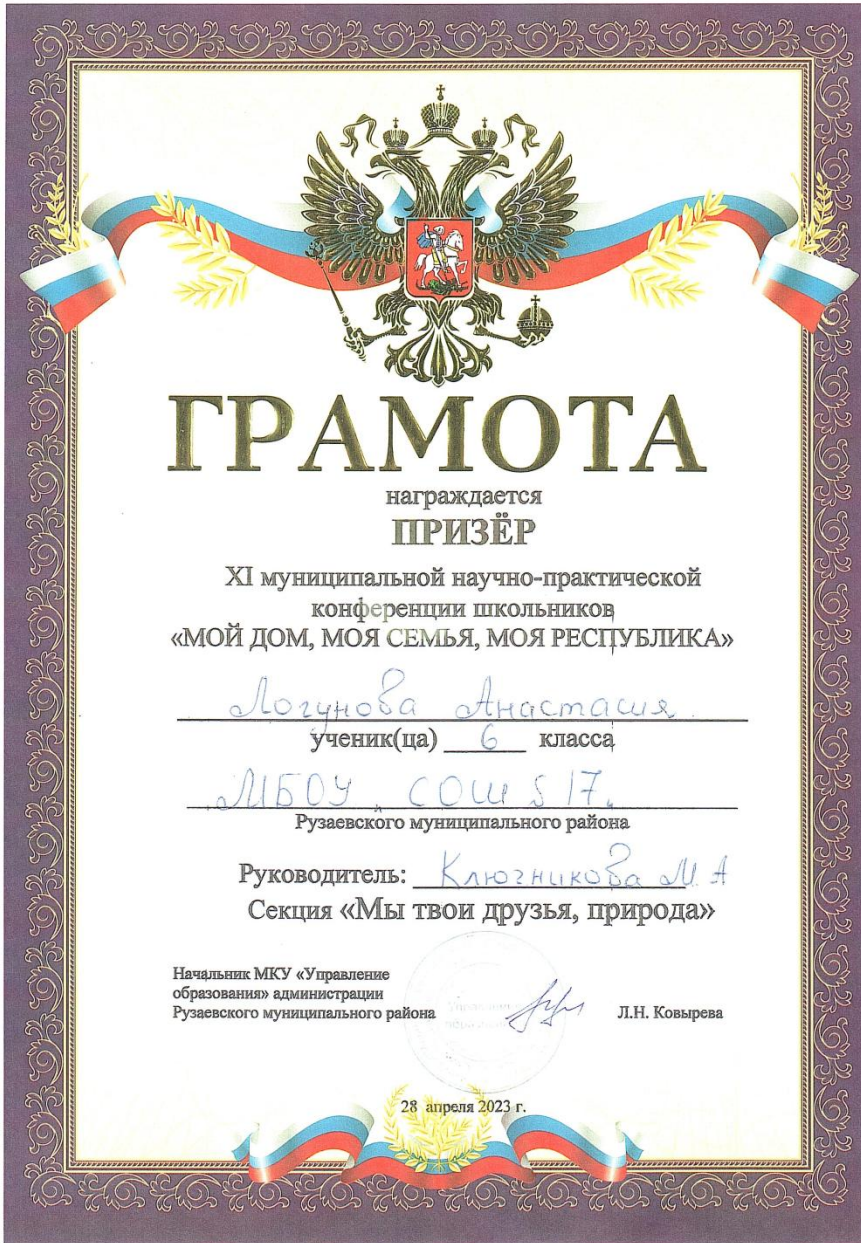 ГРАМОТА
награждается
ПРИЗЁР
XI муниципальной научно-практической
конференции школьников
«МОЙ ДОМ, МОЯ СЕМЬЯ, МОЯ РЕСПУБЛИКА»
Логунова Анастасия
ученик(ца) 6 класса
МБОУ "СОШ § 17"
Рузаевского муниципального района
Руководитель: Ключникова М.А
Секция «Мы твои друзья, природа»
Начальник МКУ «Управление
образования» администрации
Рузаевского муниципального района Л.Н. Ковырева
28 апреля 2023 г.